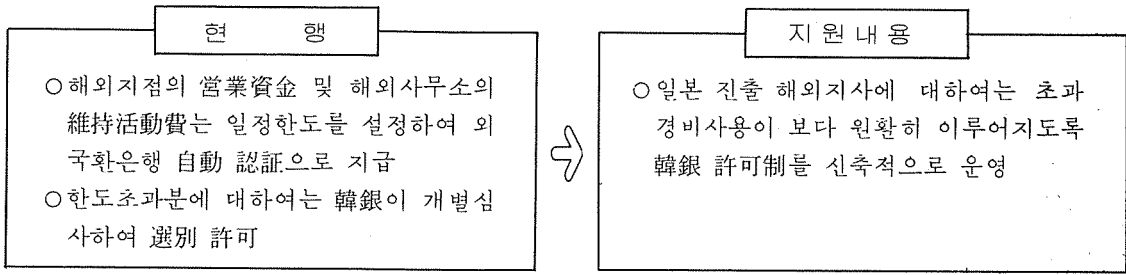 현 행
○해외지점의 営業資金 및 해외사무소의
維持活動費는 일정한도를 설정하여 외
국환은행 自動 認証으로 지급
○한도초과분에 대하여는 韓銀이 개별심
사하여 選別 許可
지원내용
○일본 진출 해외지사에 대하여는 초과
경비사용이 보다 원환히 이루어지도록
韓銀 許可制를 신축적으로 운영